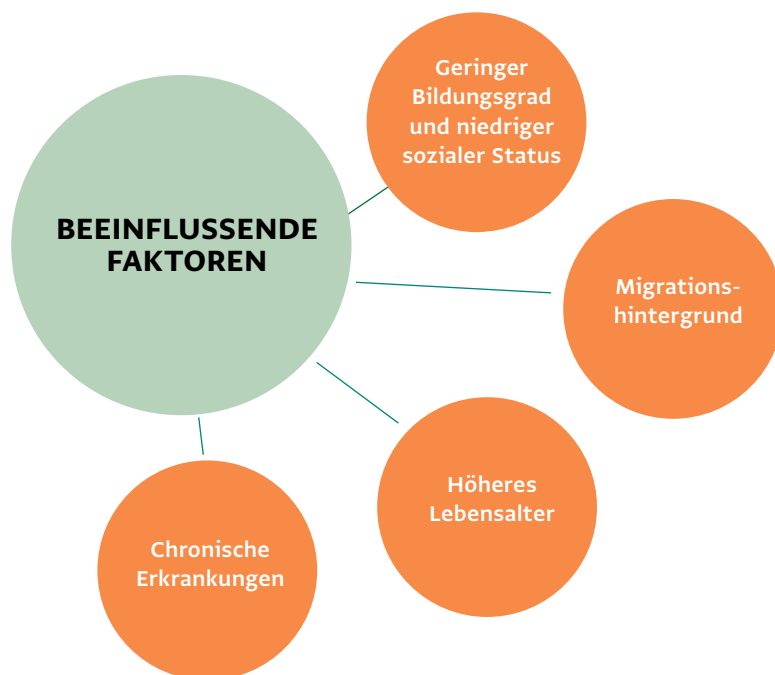 Geringer
Bildungsgrad
und niedriger
sozialer Status
BEEINFLUSSENDE
FAKTOREN
Migrations-
hintergrund
Höheres
Lebensalter
Chronische
Erkrankungen